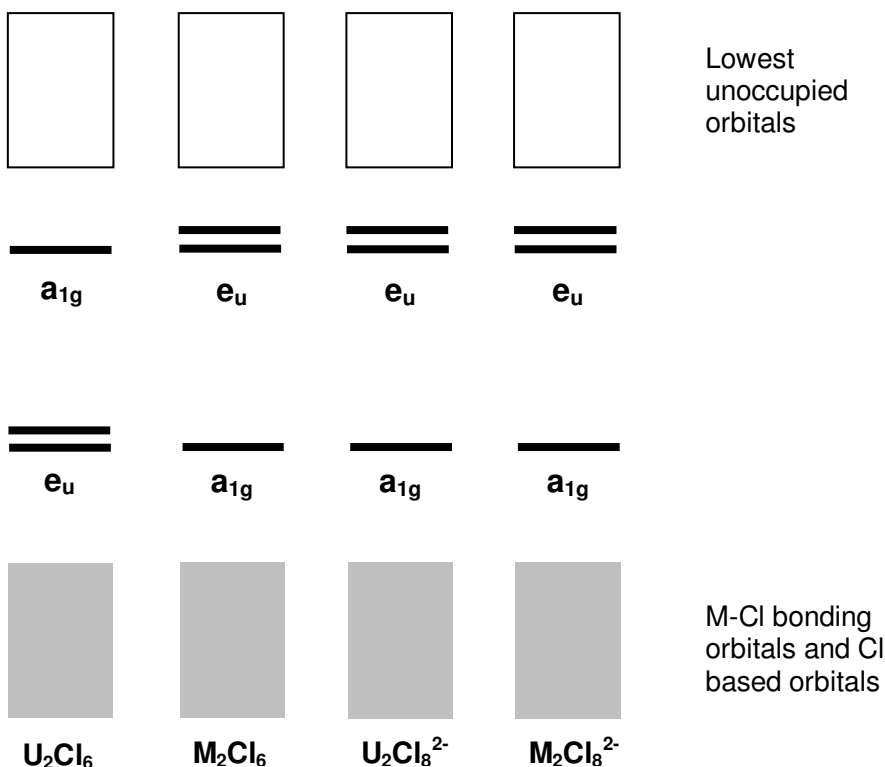 Lowest
unoccupied
orbitals
a1g
eu
eu
eu
eu
a1g
a1g
a1g
M-Cl bonding
orbitals and Cl
based orbitals
U2Cl6
M2Cl6
U2Cl8 2-
M2Cl8 2-